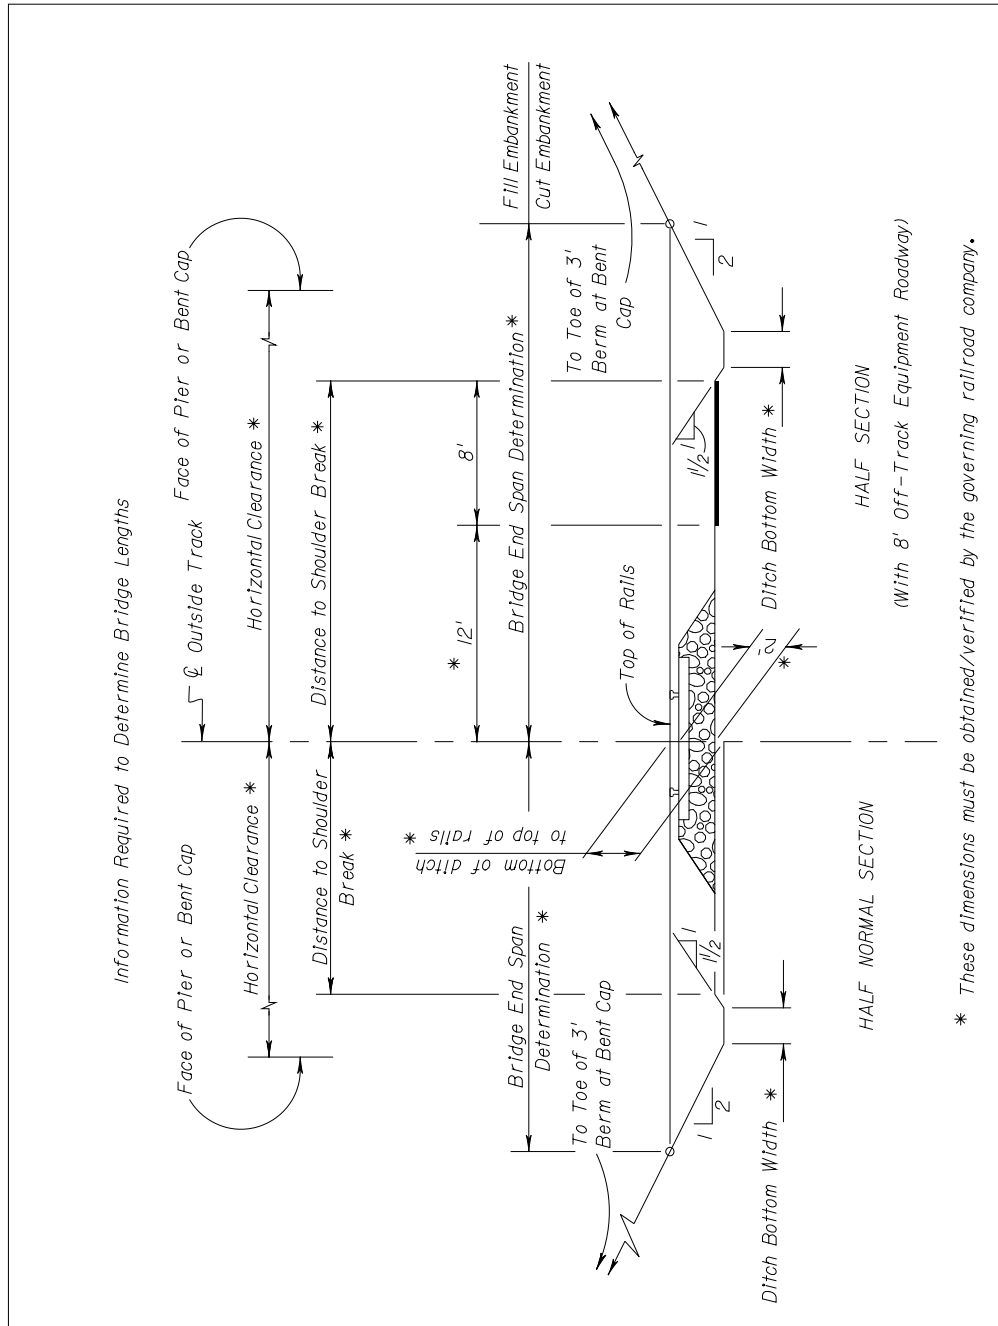 Information Required to Determine Bridge Lengths
℄ Outside Track
Face of Pier or Bent Cap
Face of Pier or Bent Cap
Horizontal Clearance *
Horizontal Clearance *
Distance to Shoulder
Break *
Distance to Shoulder Break *
* 12'
8'
Bottom of ditch
to top of rails *
Bridge End Span
Determination *
Bridge End Span Determination *
Fill Embankment
Cut Embankment
To Toe of 3'
Berm at Bent Cap
To Toe of 3'
Berm at Bent
Cap
Top of Rails
1
1 1/2
1
1 1/2
1
2
1
2
2'
*
Ditch Bottom Width *
Ditch Bottom Width *
HALF NORMAL SECTION
HALF SECTION
(With 8' Off-Track Equipment Roadway)
* These dimensions must be obtained/verified by the governing railroad company.